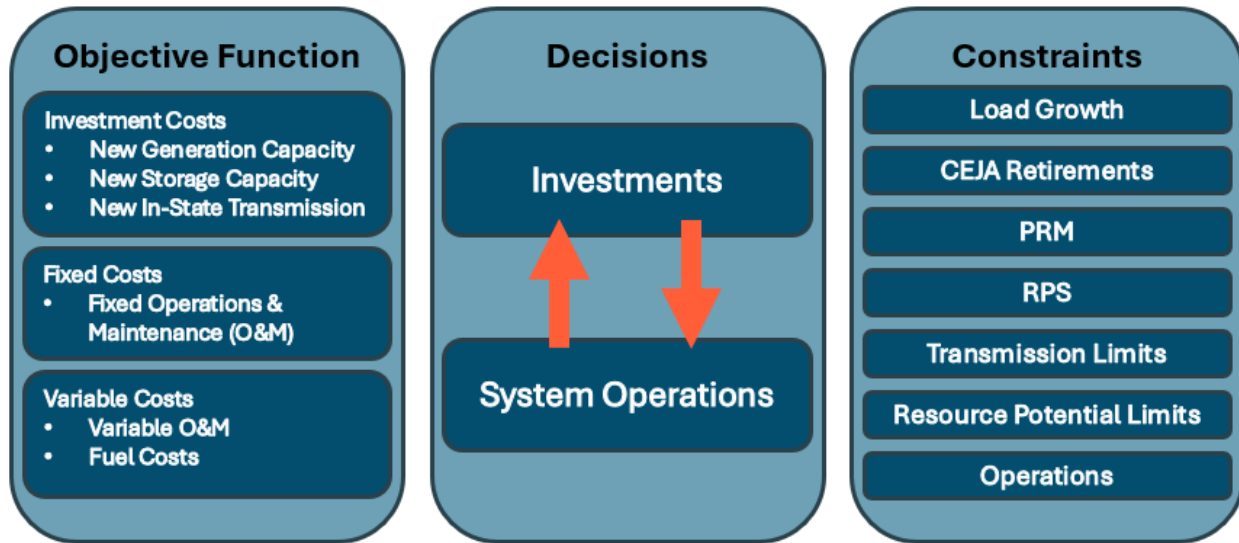 Objective Function
Investment Costs
• New Generation Capacity
• New Storage Capacity
• New In-State Transmission
Fixed Costs
• Fixed Operations &
Maintenance (O&M)
Variable Costs
• Variable O&M
• Fuel Costs
Decisions
Investments
System Operations
Constraints
Load Growth
CEJA Retirements
PRM
RPS
Transmission Limits
Resource Potential Limits
Operations